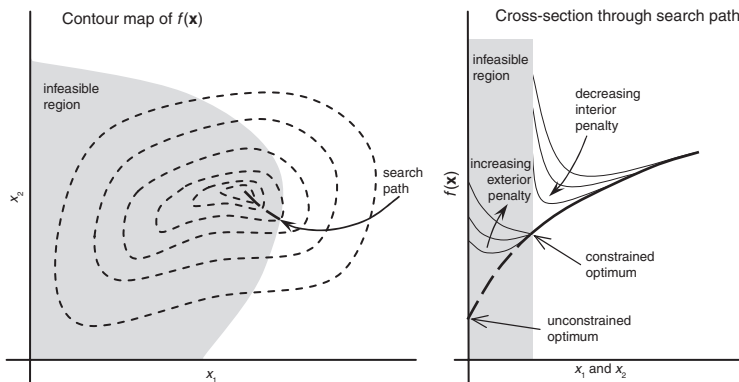 Contour map of f(x)
infeasible
region
x2
search
path
x1
Cross-section through search path
infeasible
region
decreasing
interior
penalty
increasing
exterior
penalty
f(x)
constrained
optimum
unconstrained
optimum
x1 and x2